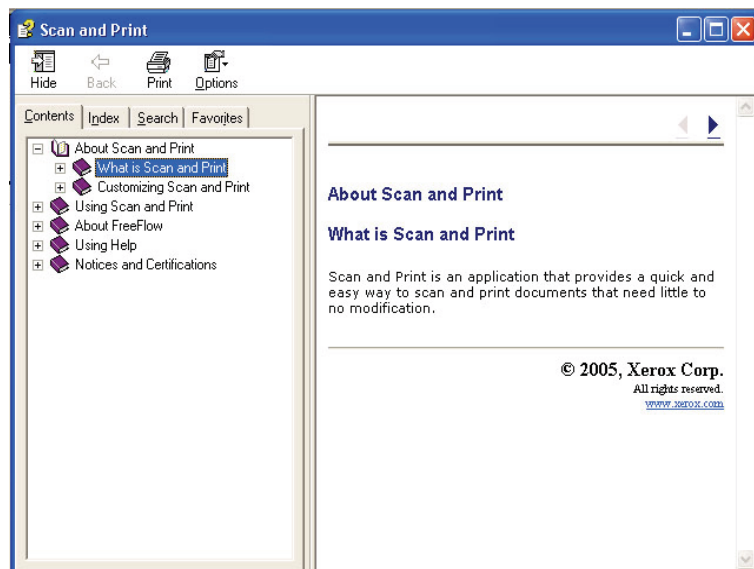 Scan and Print
Hide Back Print Options
Contents Index Search Favorites
About Scan and Print
What is Scan and Print
Customizing Scan and Print
Using Scan and Print
About FreeFlow
Using Help
Notices and Certifications
About Scan and Print
What is Scan and Print
Scan and Print is an application that provides a quick and
easy way to scan and print documents that need little to
no modification.
© 2005, Xerox Corp.
All rights reserved.
www.xerox.com